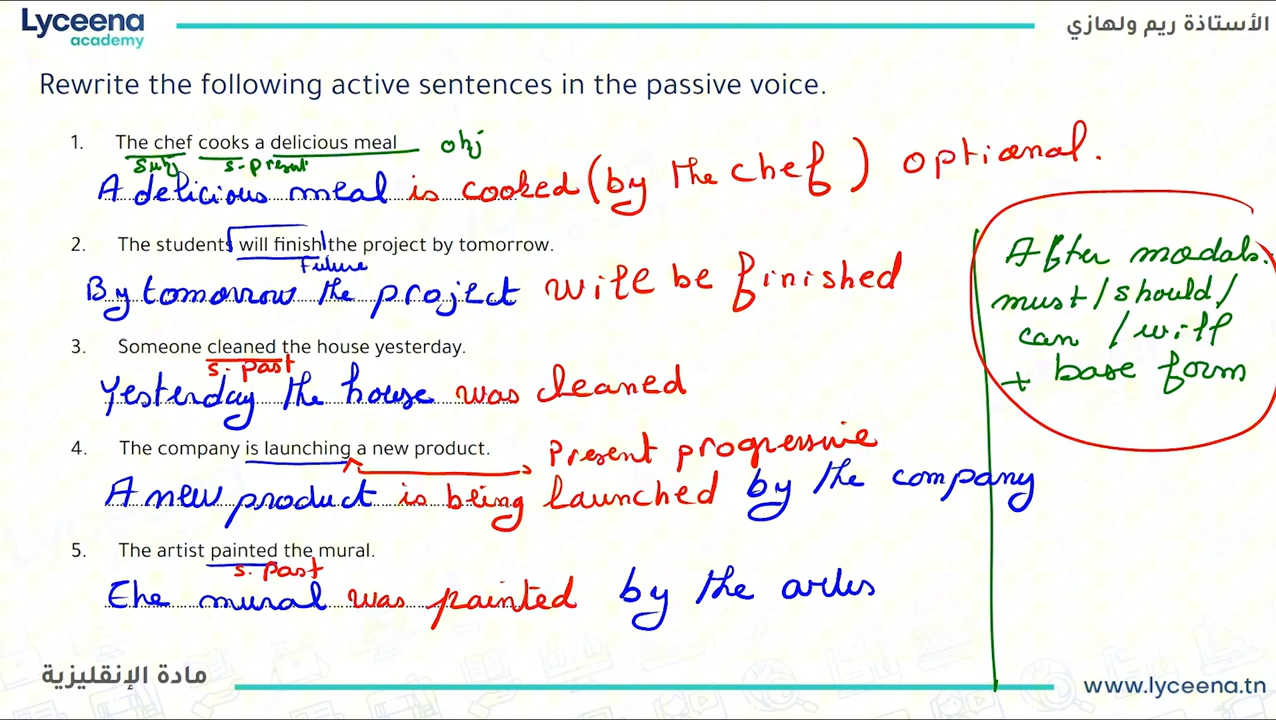 Lyceena
academy
الأستاذة ريم ولهازي
Rewrite the following active sentences in the passive voice.
1. The chef cooks a delicious meal obj
subj s. present
A delicious meal is cooked (by the chef) optional.
2. The students will finish the project by tomorrow.
Future
By tomorrow the project will be finished
3. Someone cleaned the house yesterday.
s. past
Yesterday the house was cleaned
4. The company is launching a new product. Present progressive
A new product is being launched by the company
5. The artist painted the mural.
s. past
The mural was painted by the
After modals.
must / should /
can / will
+ base form
مادة الإنقليزية
www.lyceena.tn